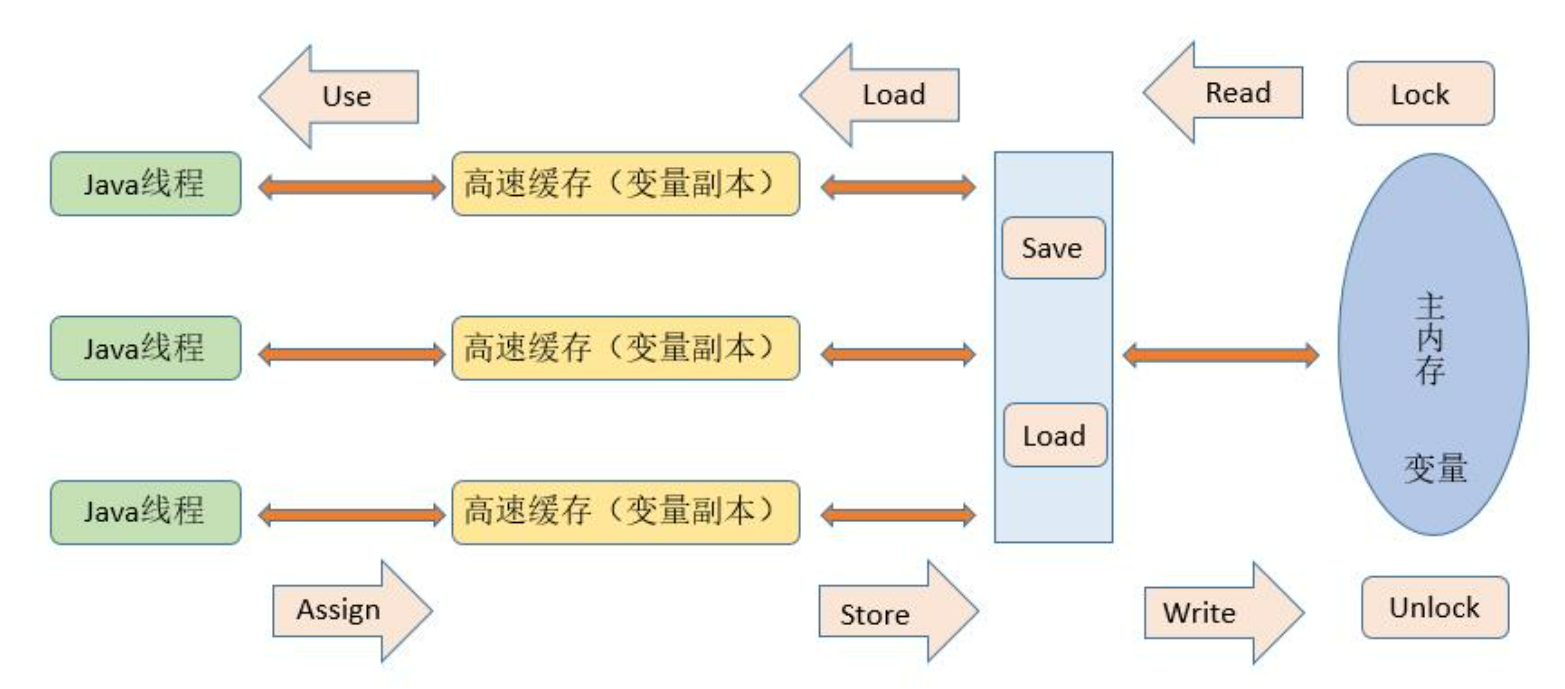 Use
Load
Read
Lock
Java线程
高速缓存（变量副本）
Save
Java线程
高速缓存（变量副本）
主
内
存
Load
变量
Java线程
高速缓存（变量副本）
Assign
Store
Write
Unlock